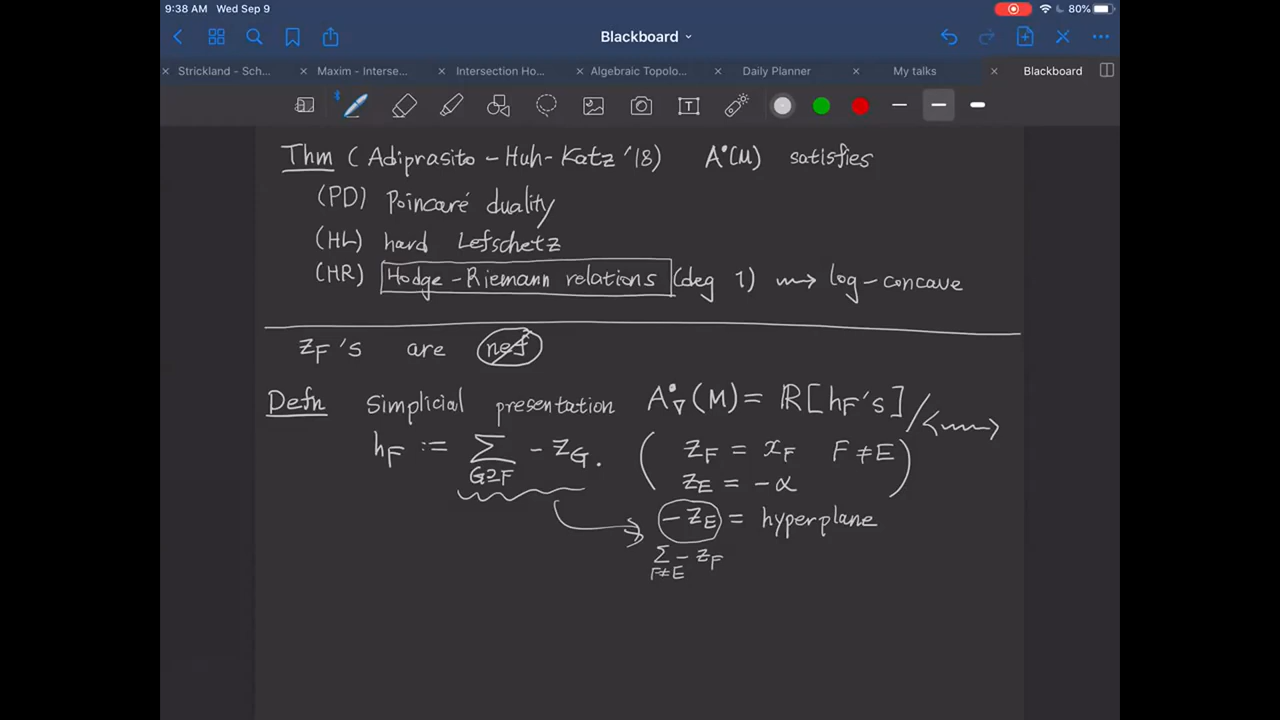 9:38 AM Wed Sep 9
80%
Blackboard
Strickland - Sch...
Maxim - Interse...
Intersection Ho...
Algebraic Topolo...
Daily Planner
My talks
Blackboard
Thm (Adiprasito - Huh - Katz '18) A•(M) satisfies
(PD) Poincaré duality
(HL) hard Lefschetz
(HR) Hodge - Riemann relations (deg 1) ⇝ log - concave
z_F 's are nef
Defn Simplicial presentation A•_∇(M) = ℝ[h_F's] / <~~>
h_F := Σ_{G⊇F} - z_G. ( z_F = x_F F ≠ E
z_E = -α )
- z_E = hyperplane
Σ_{F≠E} - z_F